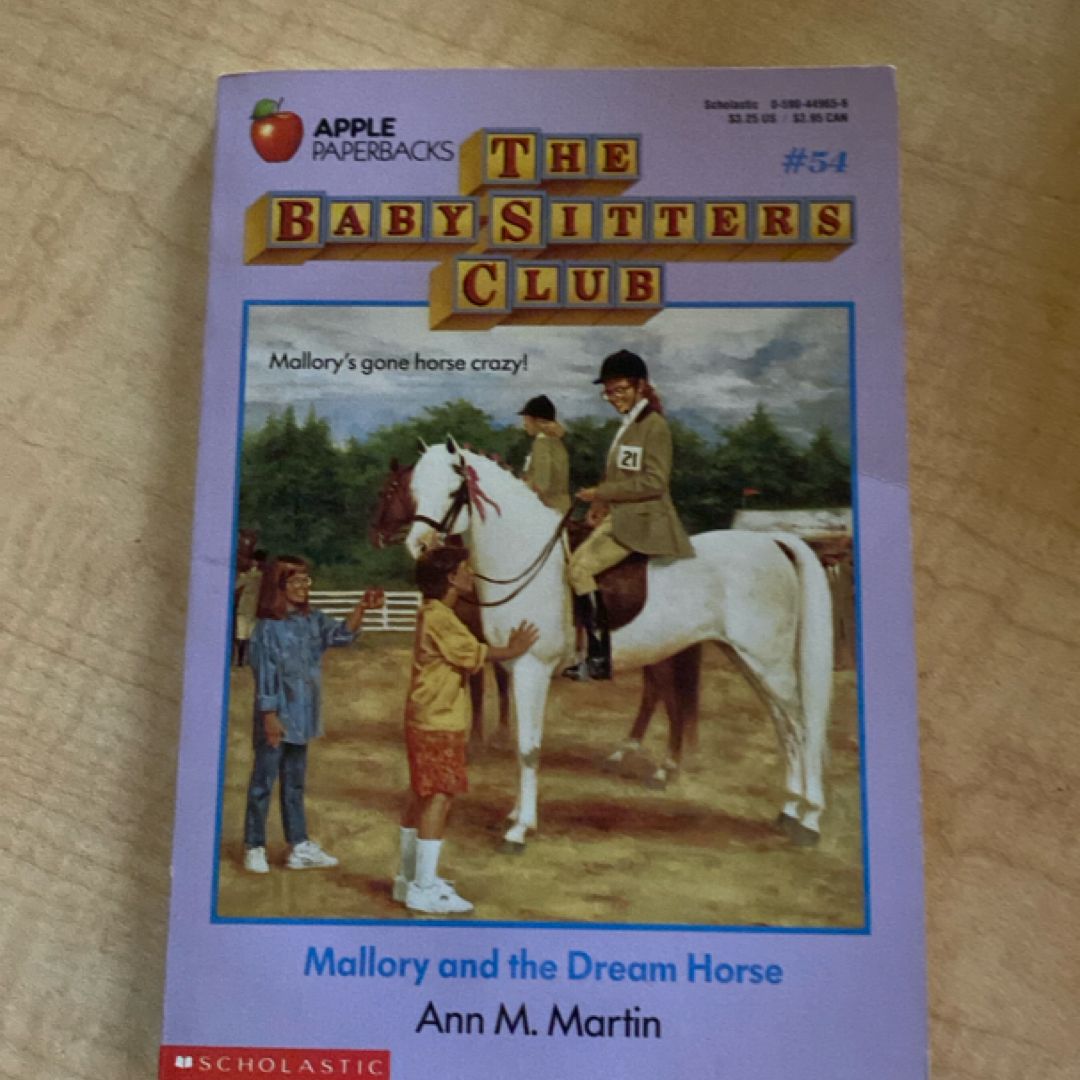 APPLE
PAPERBACKS
Scholastic 0-590-44965-6
$3.25 US / $3.95 CAN
#54
THE
BABY-SITTERS
CLUB
Mallory's gone horse crazy!
21
Mallory and the Dream Horse
Ann M. Martin
SCHOLASTIC